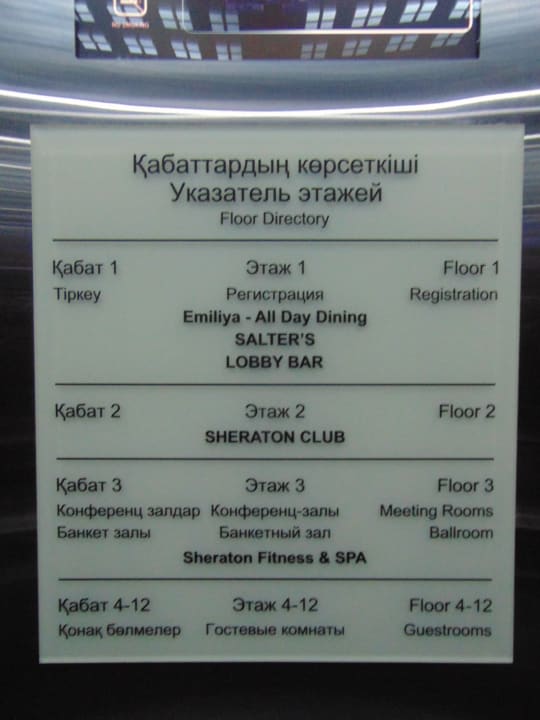 Қабаттардың көрсеткіші
Указатель этажей
Floor Directory
Қабат 1 Этаж 1 Floor 1
Тіркеу Регистрация Registration
Emiliya - All Day Dining
SALTER'S
LOBBY BAR
Қабат 2 Этаж 2 Floor 2
SHERATON CLUB
Қабат 3 Этаж 3 Floor 3
Конференц залдар Конференц-залы Meeting Rooms
Банкет залы Банкетный зал Ballroom
Sheraton Fitness & SPA
Қабат 4-12 Этаж 4-12 Floor 4-12
Қонақ бөлмелер Гостевые комнаты Guestrooms